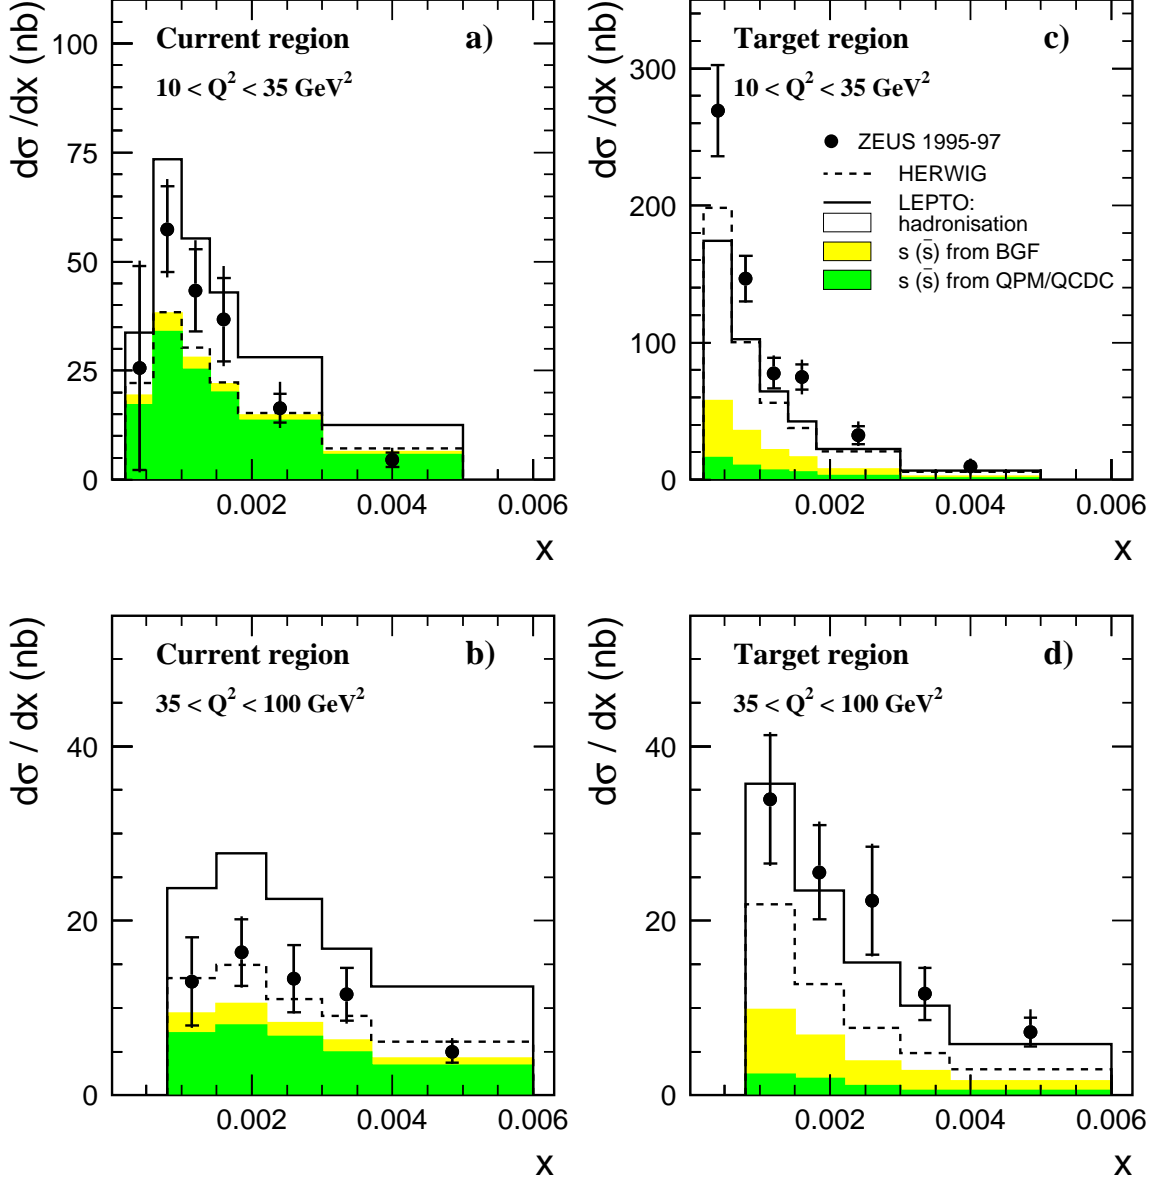 dσ /dx (nb)
Current region
a)
10 < Q² < 35 GeV²
100
75
50
25
0
0.002
0.004
0.006
x
dσ /dx (nb)
Target region
c)
10 < Q² < 35 GeV²
ZEUS 1995-97
HERWIG
LEPTO:
hadronisation
s (s̄) from BGF
s (s̄) from QPM/QCDC
300
200
100
0
0.002
0.004
0.006
x
dσ / dx (nb)
Current region
b)
35 < Q² < 100 GeV²
40
20
0
0.002
0.004
0.006
x
dσ / dx (nb)
Target region
d)
35 < Q² < 100 GeV²
40
20
0
0.002
0.004
0.006
x